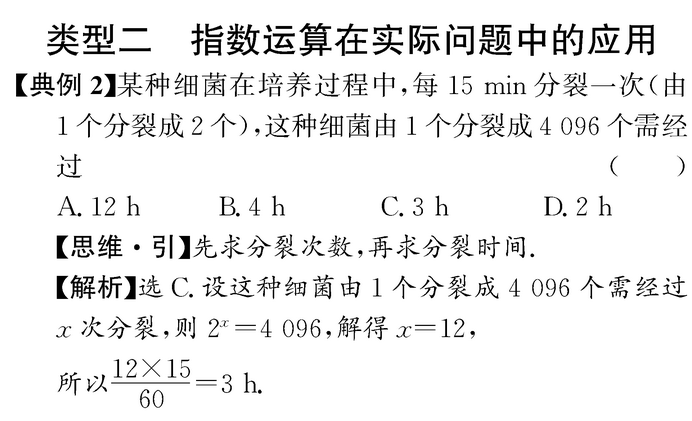 类型二 指数运算在实际问题中的应用
【典例 2】某种细菌在培养过程中,每 15 min 分裂一次(由
1 个分裂成 2 个),这种细菌由 1 个分裂成 4 096 个需经
过 ( )
A. 12 h B. 4 h C. 3 h D. 2 h
【思维·引】先求分裂次数,再求分裂时间.
【解析】选 C. 设这种细菌由 1 个分裂成 4 096 个需经过
x 次分裂,则 2ˣ=4 096,解得 x=12,
所以 12×15/60 =3 h.